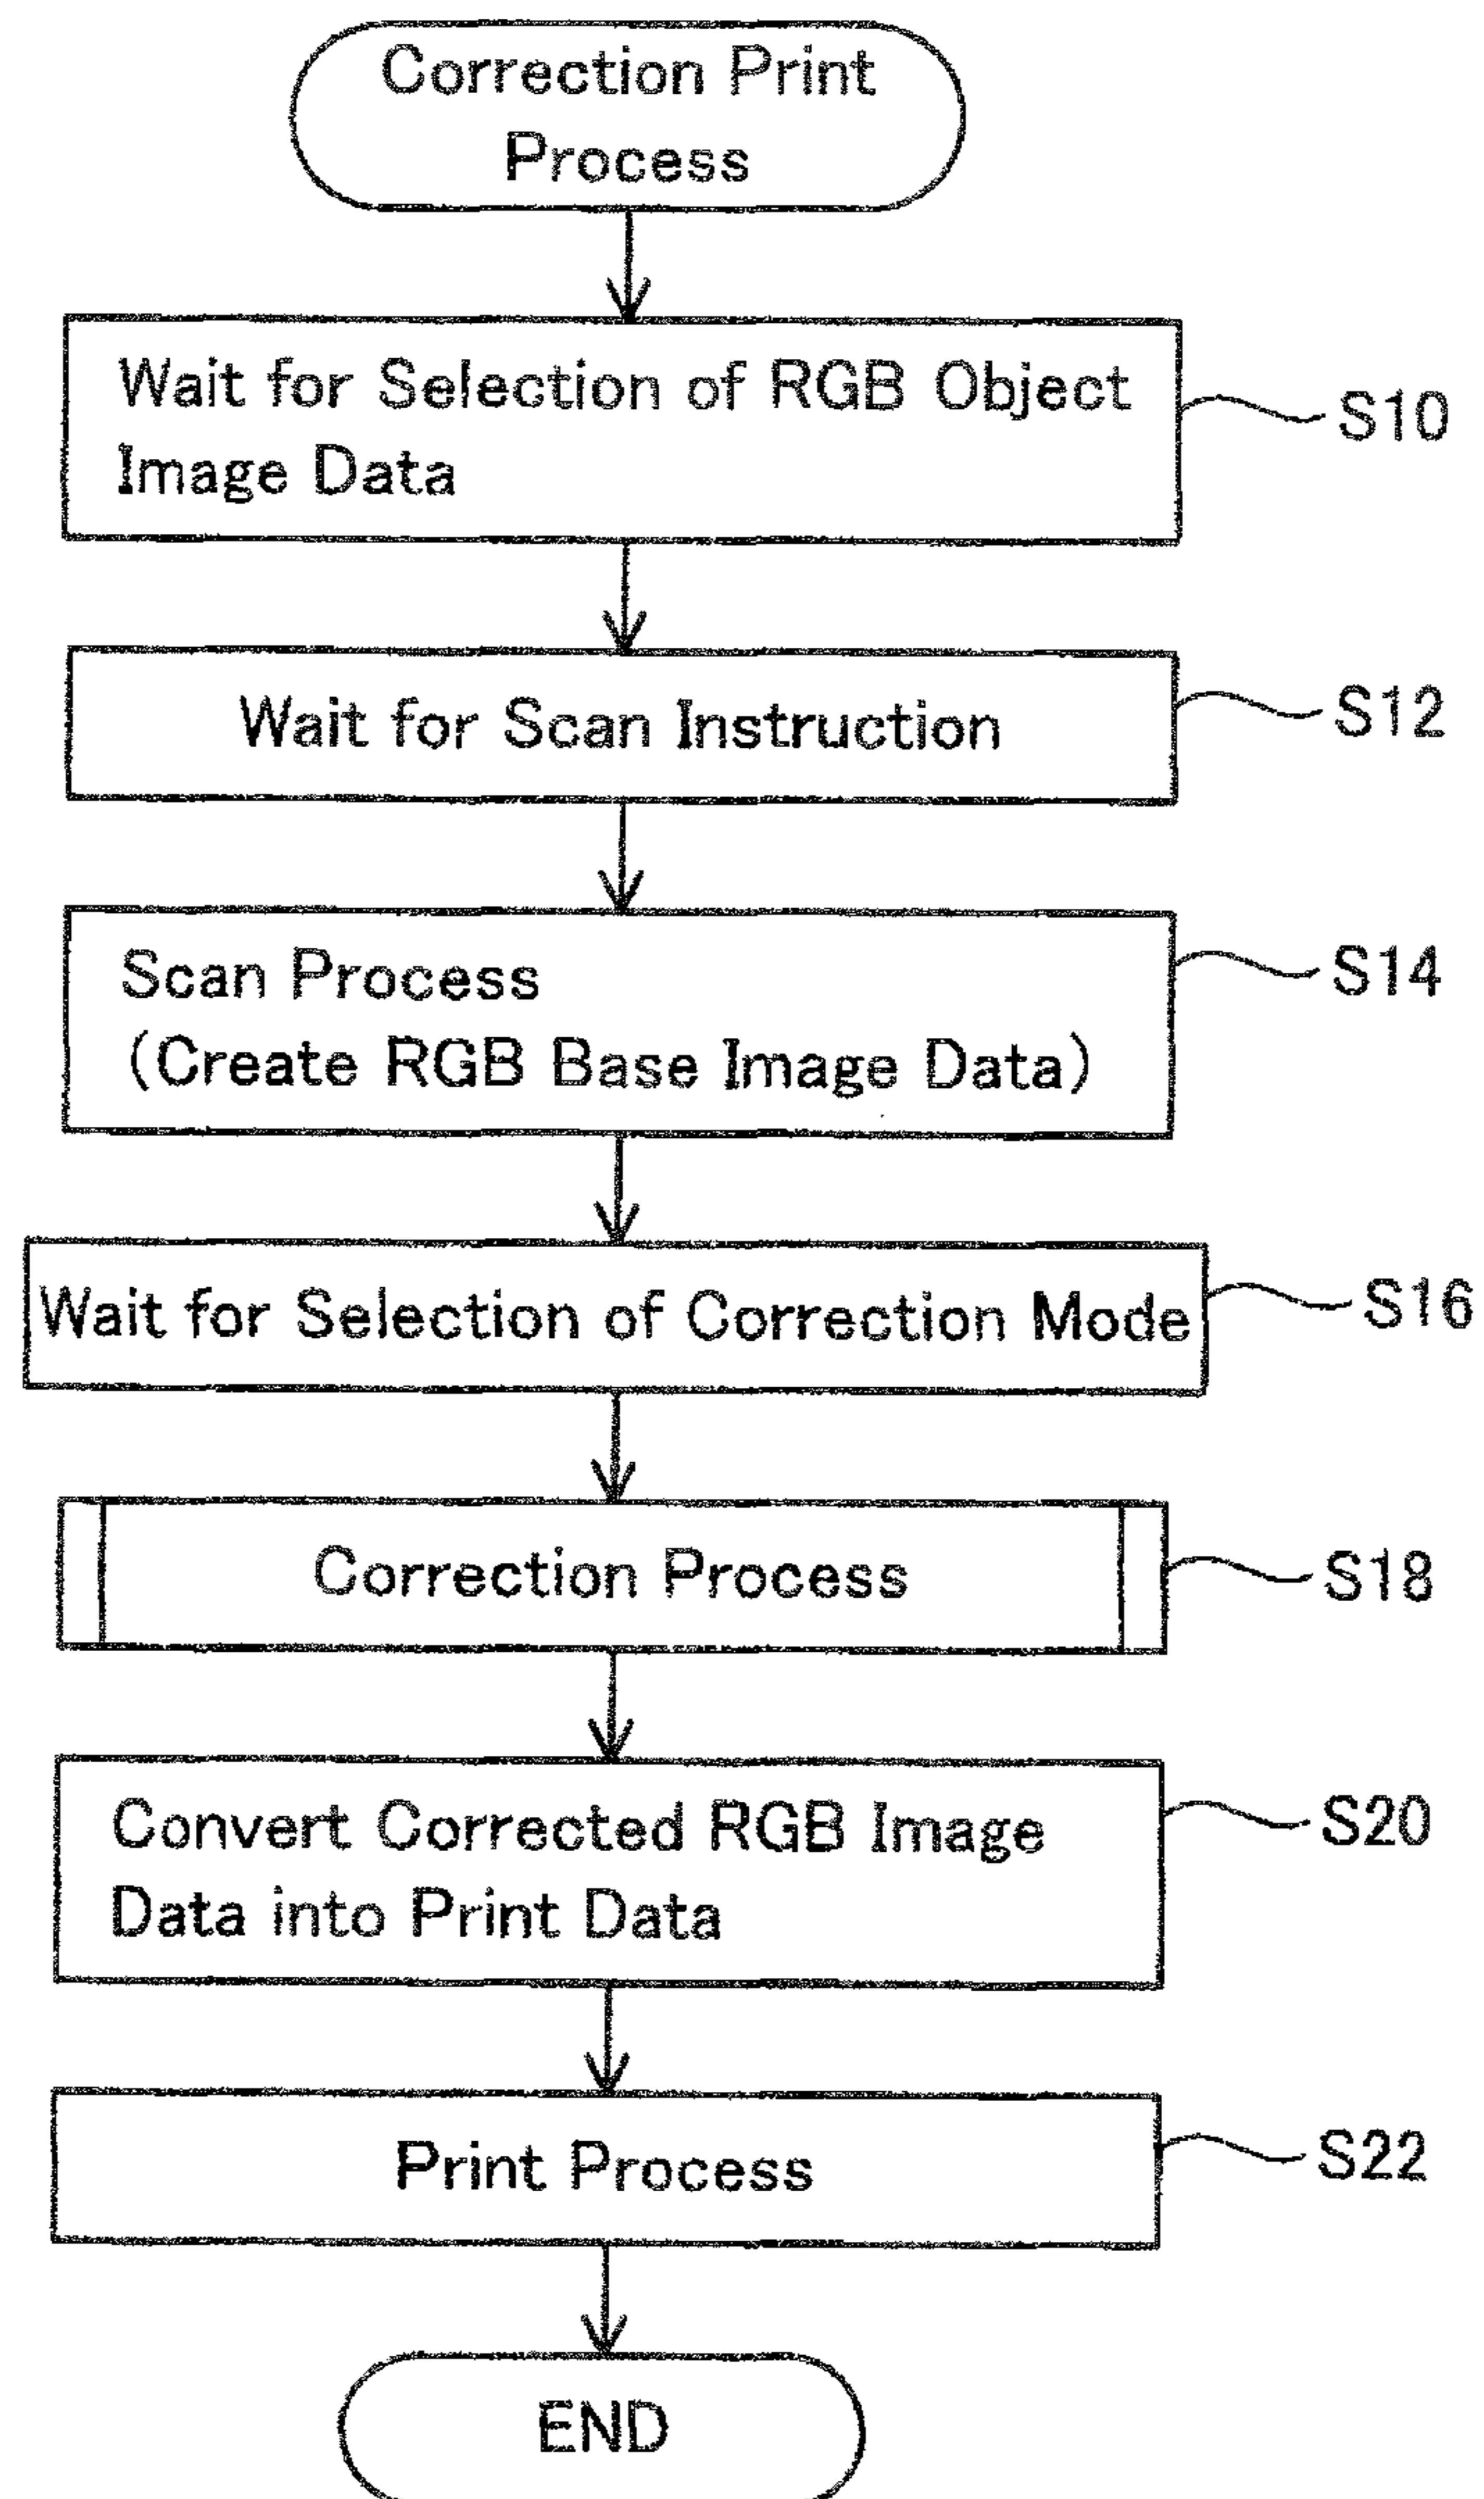 Correction Print
Process
Wait for Selection of RGB Object
Image Data
S10
Wait for Scan Instruction
S12
Scan Process
(Create RGB Base Image Data)
S14
Wait for Selection of Correction Mode
S16
Correction Process
S18
Convert Corrected RGB Image
Data into Print Data
S20
Print Process
S22
END